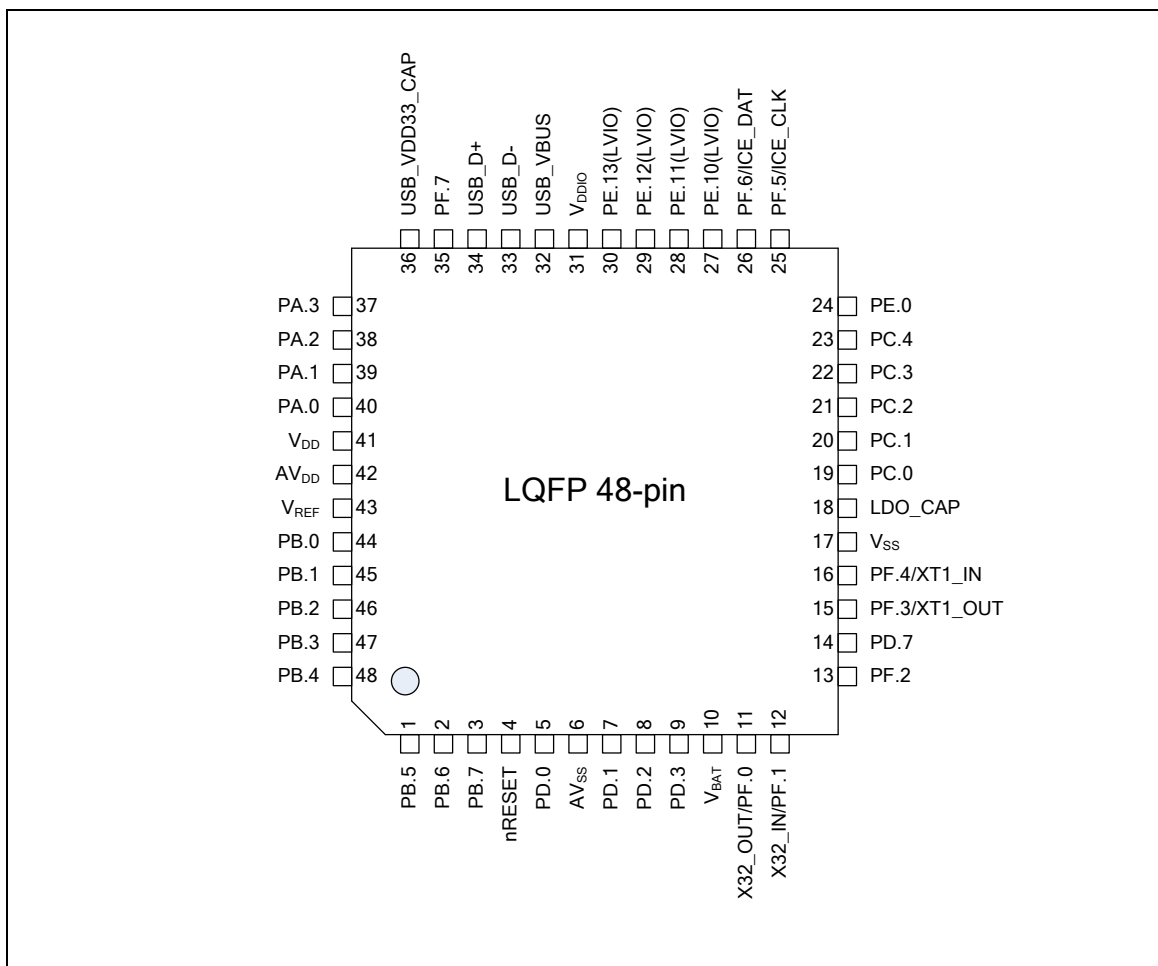 USB_VDD33_CAP
PF.7
USB_D+
USB_D-
USB_VBUS
VDDIO
PE.13(LVIO)
PE.12(LVIO)
PE.11(LVIO)
PE.10(LVIO)
PF.6/ICE_DAT
PF.5/ICE_CLK
36
35
34
33
32
31
30
29
28
27
26
25
PA.3 37
PA.2 38
PA.1 39
PA.0 40
VDD 41
AVDD 42
VREF 43
PB.0 44
PB.1 45
PB.2 46
PB.3 47
PB.4 48
LQFP 48-pin
24 PE.0
23 PC.4
22 PC.3
21 PC.2
20 PC.1
19 PC.0
18 LDO_CAP
17 VSS
16 PF.4/XT1_IN
15 PF.3/XT1_OUT
14 PD.7
13 PF.2
1
2
3
4
5
6
7
8
9
10
11
12
PB.5
PB.6
PB.7
nRESET
PD.0
AVSS
PD.1
PD.2
PD.3
VBAT
X32_OUT/PF.0
X32_IN/PF.1